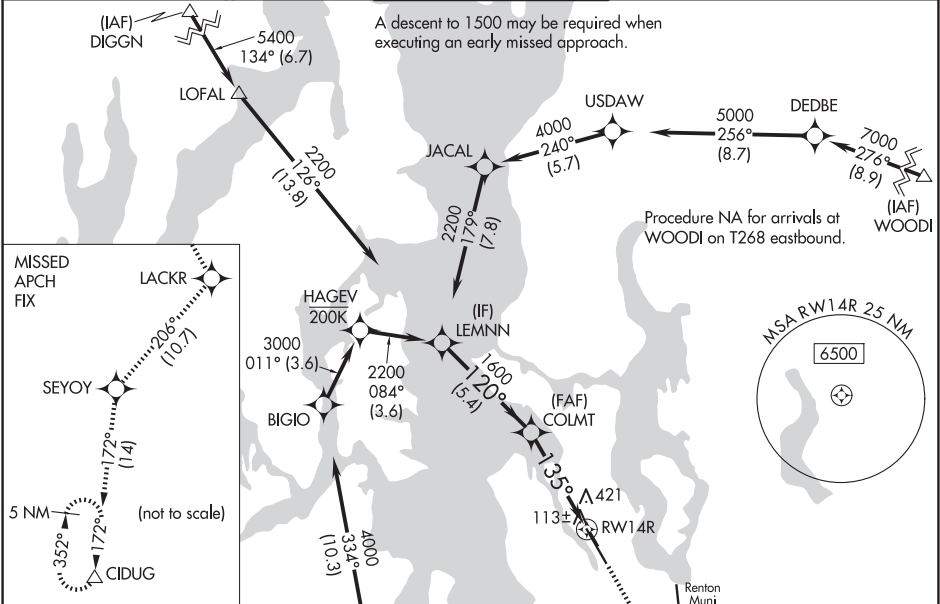 (IAF)
DIGGN
5400
134° (6.7)
LOFAL
2200
126°
(13.8)
A descent to 1500 may be required when
executing an early missed approach.
USDAW
DEDBE
4000
240°
(5.7)
5000
256°
(8.7)
7000
276°
(8.9)
(IAF)
WOODI
JACAL
2200
179°
(7.8)
Procedure NA for arrivals at
WOODI on T268 eastbound.
MISSED
APCH
FIX
LACKR
206°
(10.7)
SEYOY
172°
(14)
5 NM
(not to scale)
352°
172°
CIDUG
HAGEV
200K
(IF)
LEMNN
3000
011° (3.6)
2200
084°
(3.6)
BIGIO
1600
120°
(5.4)
(FAF)
COLMT
135°
421
113±
RW14R
4000
334°
(10.3)
MSA RW14R 25 NM
6500
Renton
Muni